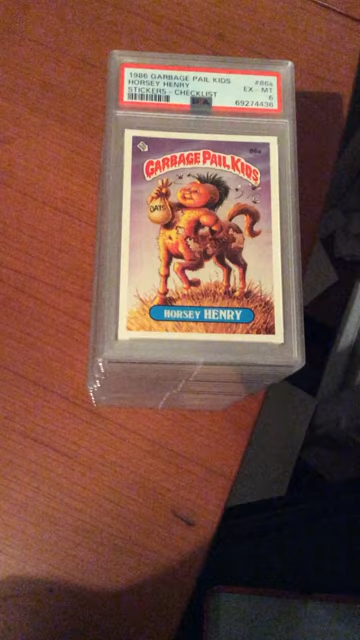 1986 GARBAGE PAIL KIDS #86a
HORSEY HENRY EX-MT
STICKERS - CHECKLIST 6
PSA 69274436
86a
GARBAGE PAIL KIDS
OATS
HORSEY HENRY